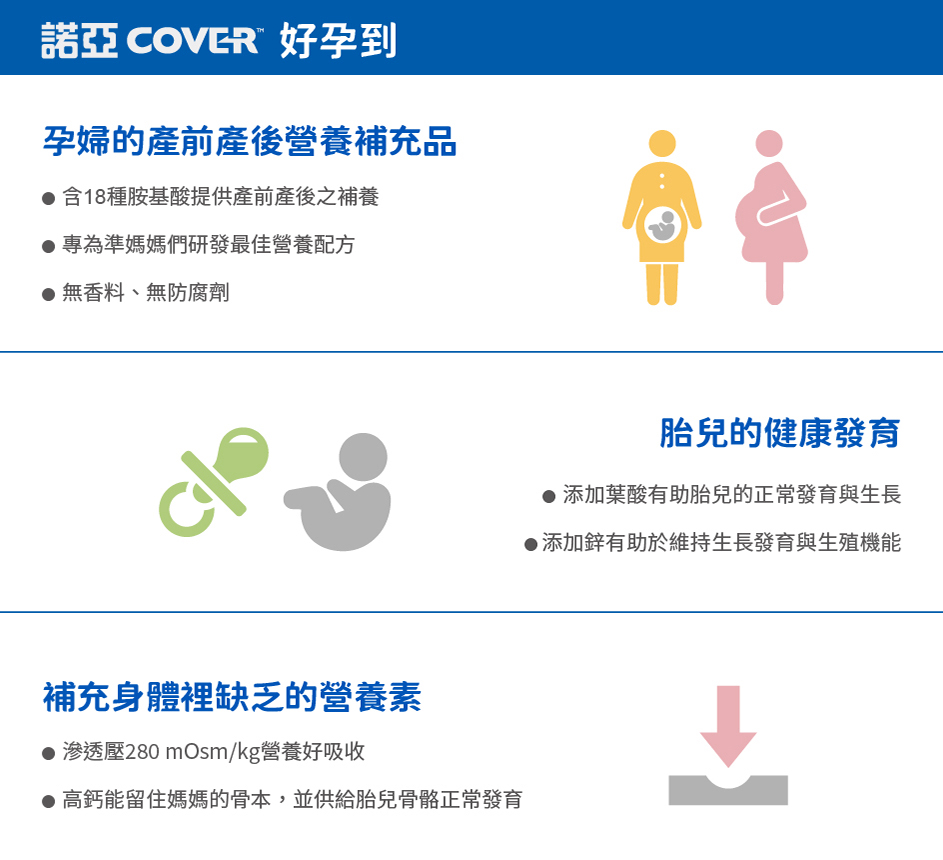 諾亞 COVER™ 好孕到
孕婦的產前產後營養補充品
● 含18種胺基酸提供產前產後之補養
● 專為準媽媽們研發最佳營養配方
● 無香料、無防腐劑
胎兒的健康發育
● 添加葉酸有助胎兒的正常發育與生長
● 添加鋅有助於維持生長發育與生殖機能
補充身體裡缺乏的營養素
● 滲透壓280 mOsm/kg營養好吸收
● 高鈣能留住媽媽的骨本，並供給胎兒骨骼正常發育